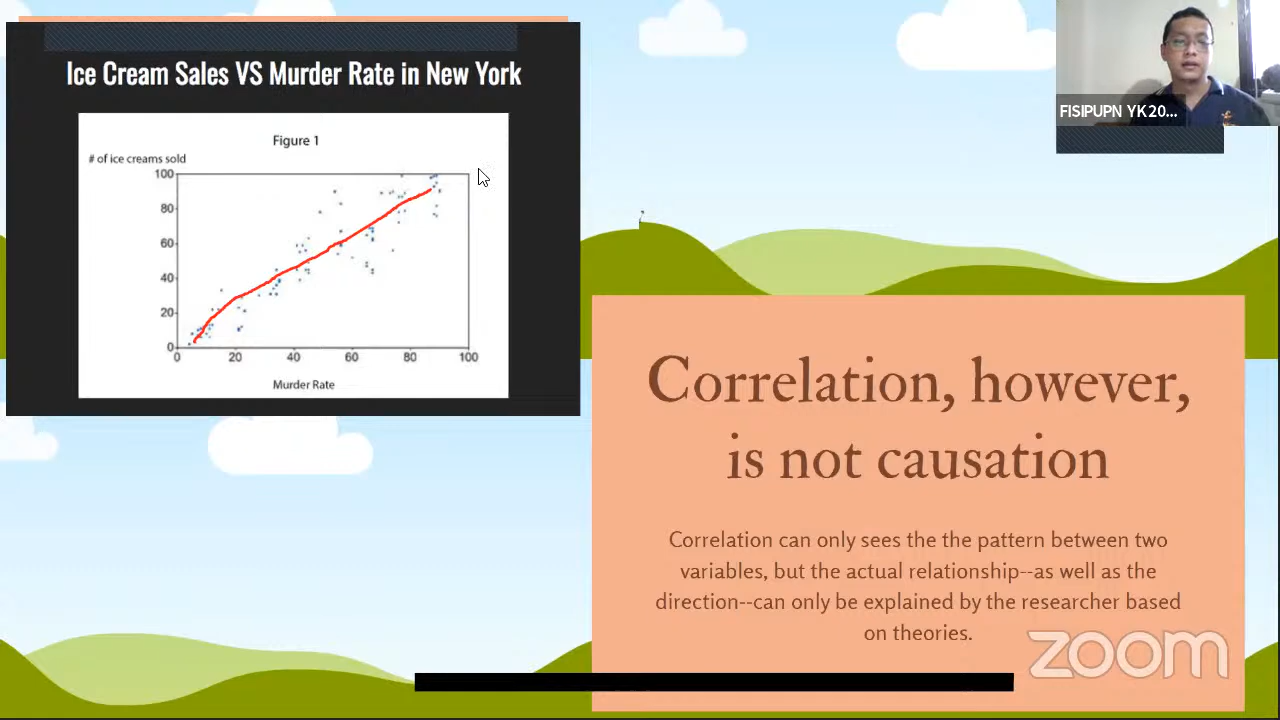 Ice Cream Sales VS Murder Rate in New York
Figure 1
# of ice creams sold
100
80
60
40
20
0
0 20 40 60 80 100
Murder Rate
FISIPUPN YK20...
Correlation, however,
is not causation
Correlation can only sees the the pattern between two
variables, but the actual relationship--as well as the
direction--can only be explained by the researcher based
on theories.
zoom